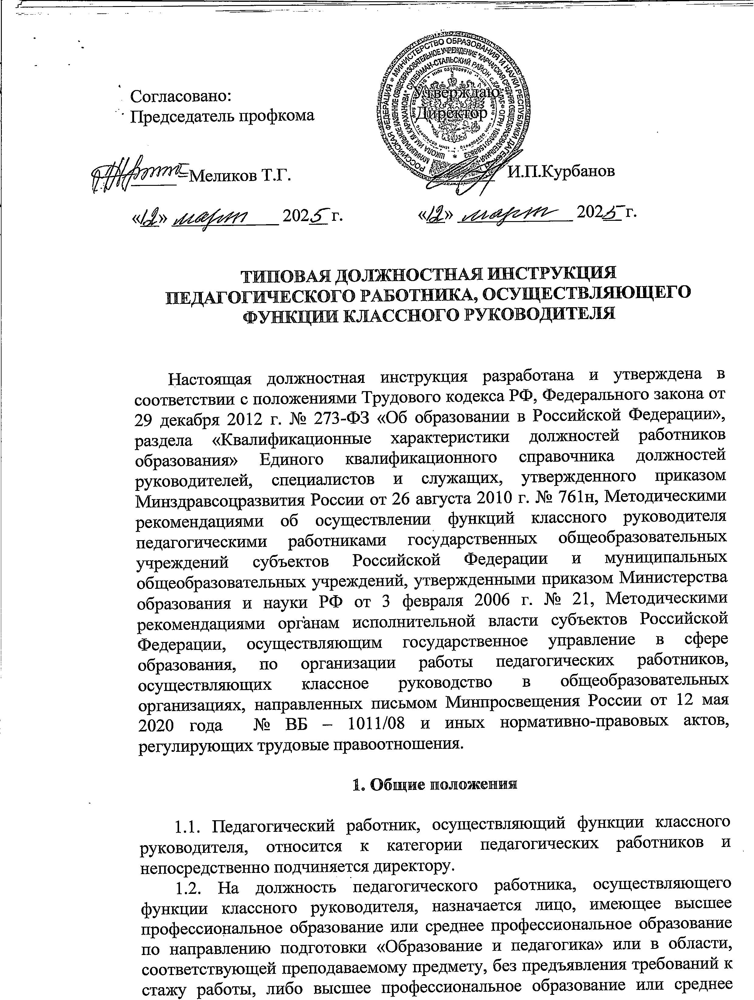 Согласовано:
Председатель профкома
Меликов Т.Г.
«12» март 2025 г.
РОССИЙСКАЯ ФЕДЕРАЦИЯ * МИНИСТЕРСТВО ОБРАЗОВАНИЯ И НАУКИ РЕСПУБЛИКИ ДАГЕСТАН
МУНИЦИПАЛЬНОЕ КАЗЕННОЕ ОБЩЕОБРАЗОВАТЕЛЬНОЕ УЧРЕЖДЕНИЕ "КАРЧАГСКАЯ СРЕДНЯЯ ОБЩЕОБРАЗОВАТЕЛЬНАЯ
ШКОЛА ИМ. М. КАРАХАНОВА" СУЛЕЙМАН-СТАЛЬСКИЙ РАЙОН С.КАРЧАГ * ОГРН 1020501588832 *
ИНН 0529009910
Утверждаю
Директор
И.П.Курбанов
«12» март 2025 г.
ТИПОВАЯ ДОЛЖНОСТНАЯ ИНСТРУКЦИЯ
ПЕДАГОГИЧЕСКОГО РАБОТНИКА, ОСУЩЕСТВЛЯЮЩЕГО
ФУНКЦИИ КЛАССНОГО РУКОВОДИТЕЛЯ
Настоящая должностная инструкция разработана и утверждена в
соответствии с положениями Трудового кодекса РФ, Федерального закона от
29 декабря 2012 г. № 273-ФЗ «Об образовании в Российской Федерации»,
раздела «Квалификационные характеристики должностей работников
образования» Единого квалификационного справочника должностей
руководителей, специалистов и служащих, утвержденного приказом
Минздравсоцразвития России от 26 августа 2010 г. № 761н, Методическими
рекомендациями об осуществлении функций классного руководителя
педагогическими работниками государственных общеобразовательных
учреждений субъектов Российской Федерации и муниципальных
общеобразовательных учреждений, утвержденными приказом Министерства
образования и науки РФ от 3 февраля 2006 г. № 21, Методическими
рекомендациями органам исполнительной власти субъектов Российской
Федерации, осуществляющим государственное управление в сфере
образования, по организации работы педагогических работников,
осуществляющих классное руководство в общеобразовательных
организациях, направленных письмом Минпросвещения России от 12 мая
2020 года № ВБ – 1011/08 и иных нормативно-правовых актов,
регулирующих трудовые правоотношения.
1. Общие положения
1.1. Педагогический работник, осуществляющий функции классного
руководителя, относится к категории педагогических работников и
непосредственно подчиняется директору.
1.2. На должность педагогического работника, осуществляющего
функции классного руководителя, назначается лицо, имеющее высшее
профессиональное образование или среднее профессиональное образование
по направлению подготовки «Образование и педагогика» или в области,
соответствующей преподаваемому предмету, без предъявления требований к
стажу работы, либо высшее профессиональное образование или среднее